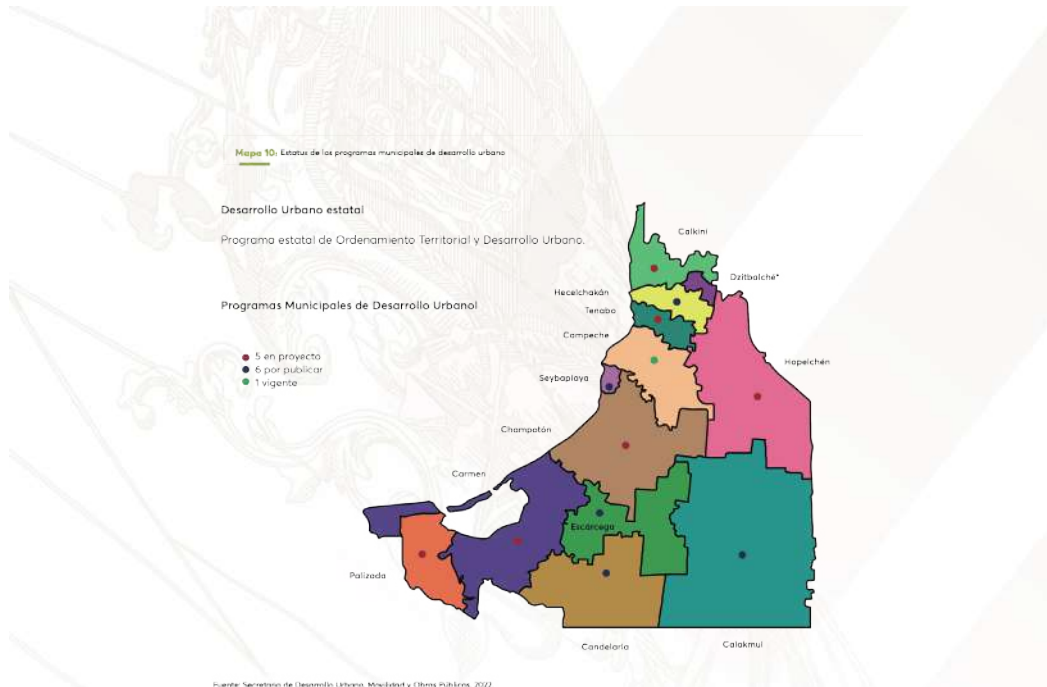 Mapa 10: Estatus de los programas municipales de desarrollo urbano
Desarrollo Urbano estatal
Programa estatal de Ordenamiento Territorial y Desarrollo Urbano.
Programas Municipales de Desarrollo Urbanol
5 en proyecto
6 por publicar
1 vigente
Calkiní
Dzitbalché*
Hecelchakán
Tenabo
Campeche
Hopelchén
Seybaplaya
Champotón
Carmen
Escárcega
Palizada
Candelaria
Calakmul
Fuente: Secretaría de Desarrollo Urbano, Movilidad y Obras Públicas, 2022